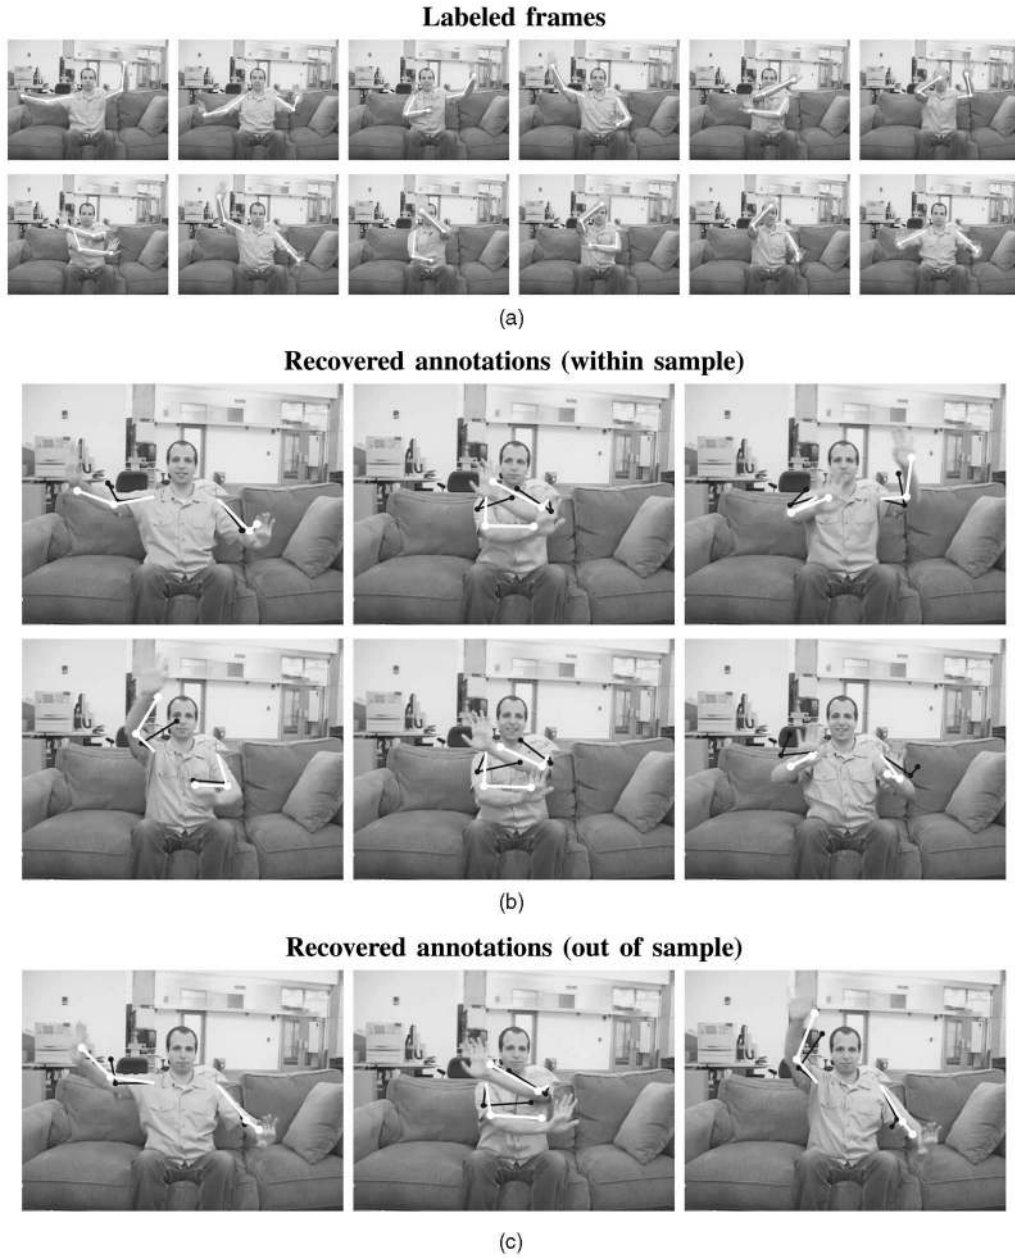 Labeled frames
(a)
Recovered annotations (within sample)
(b)
Recovered annotations (out of sample)
(c)